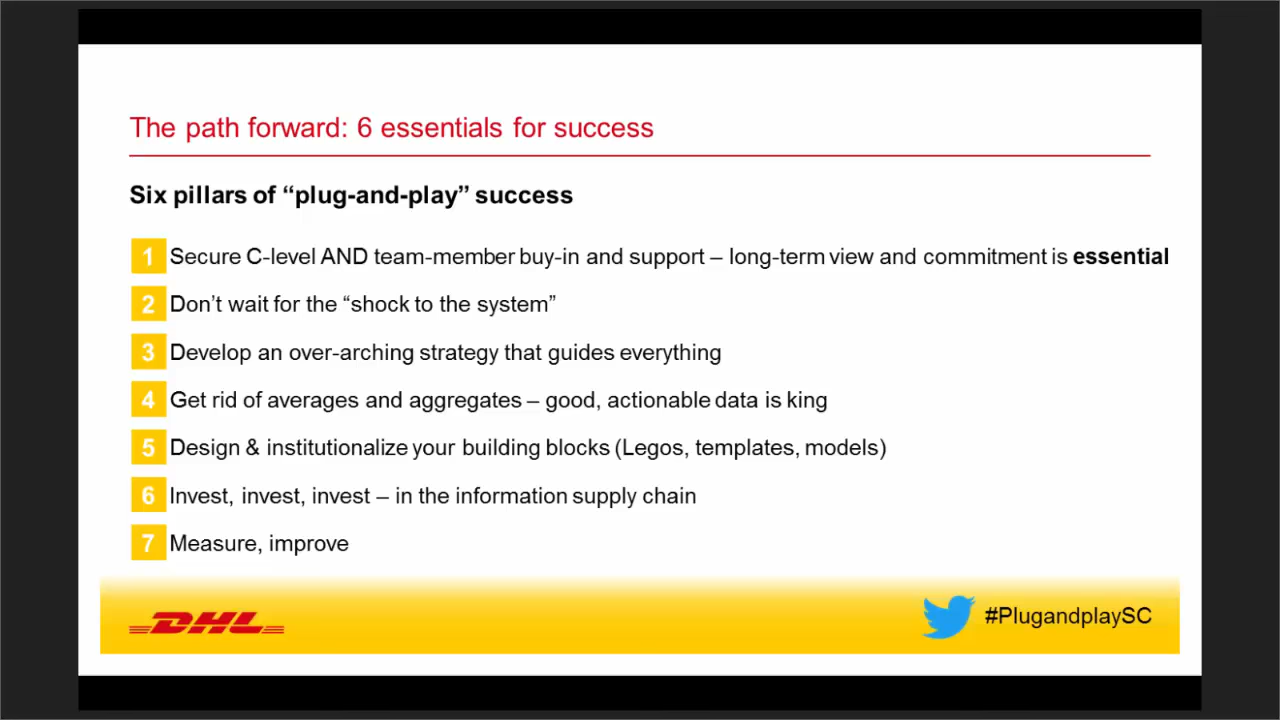 The path forward: 6 essentials for success
Six pillars of “plug-and-play” success
1 Secure C-level AND team-member buy-in and support – long-term view and commitment is essential
2 Don’t wait for the “shock to the system”
3 Develop an over-arching strategy that guides everything
4 Get rid of averages and aggregates – good, actionable data is king
5 Design & institutionalize your building blocks (Legos, templates, models)
6 Invest, invest, invest – in the information supply chain
7 Measure, improve
DHL
#PlugandplaySC